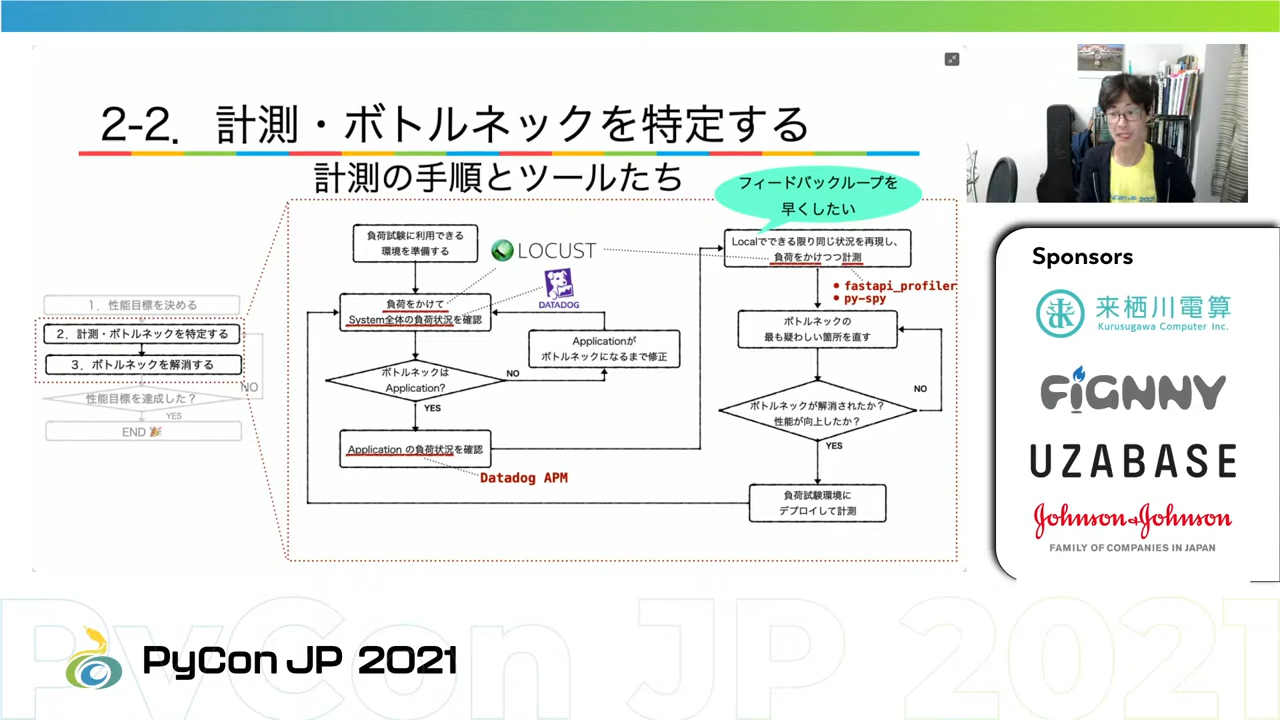 2-2. 計測・ボトルネックを特定する
計測の手順とツールたち
フィードバックループを
早くしたい
1．性能目標を決める
2．計測・ボトルネックを特定する
3．ボトルネックを解消する
性能目標を達成した？
NO
YES
END 🎉
負荷試験に利用できる
環境を準備する
LOCUST
DATADOG
負荷をかけて
System全体の負荷状況を確認
Applicationが
ボトルネックになるまで修正
ボトルネックは
Application?
NO
YES
Application の負荷状況を確認
Datadog APM
Localでできる限り同じ状況を再現し、
負荷をかけつつ計測
• fastapi_profiler
• py-spy
ボトルネックの
最も疑わしい箇所を直す
ボトルネックが解消されたか？
性能が向上したか？
NO
YES
負荷試験環境に
デプロイして計測
Sponsors
来栖川電算
Kurusugawa Computer Inc.
FiGNNY
UZABASE
Johnson&Johnson
FAMILY OF COMPANIES IN JAPAN
PyCon JP 2021
PyCon JP 2021